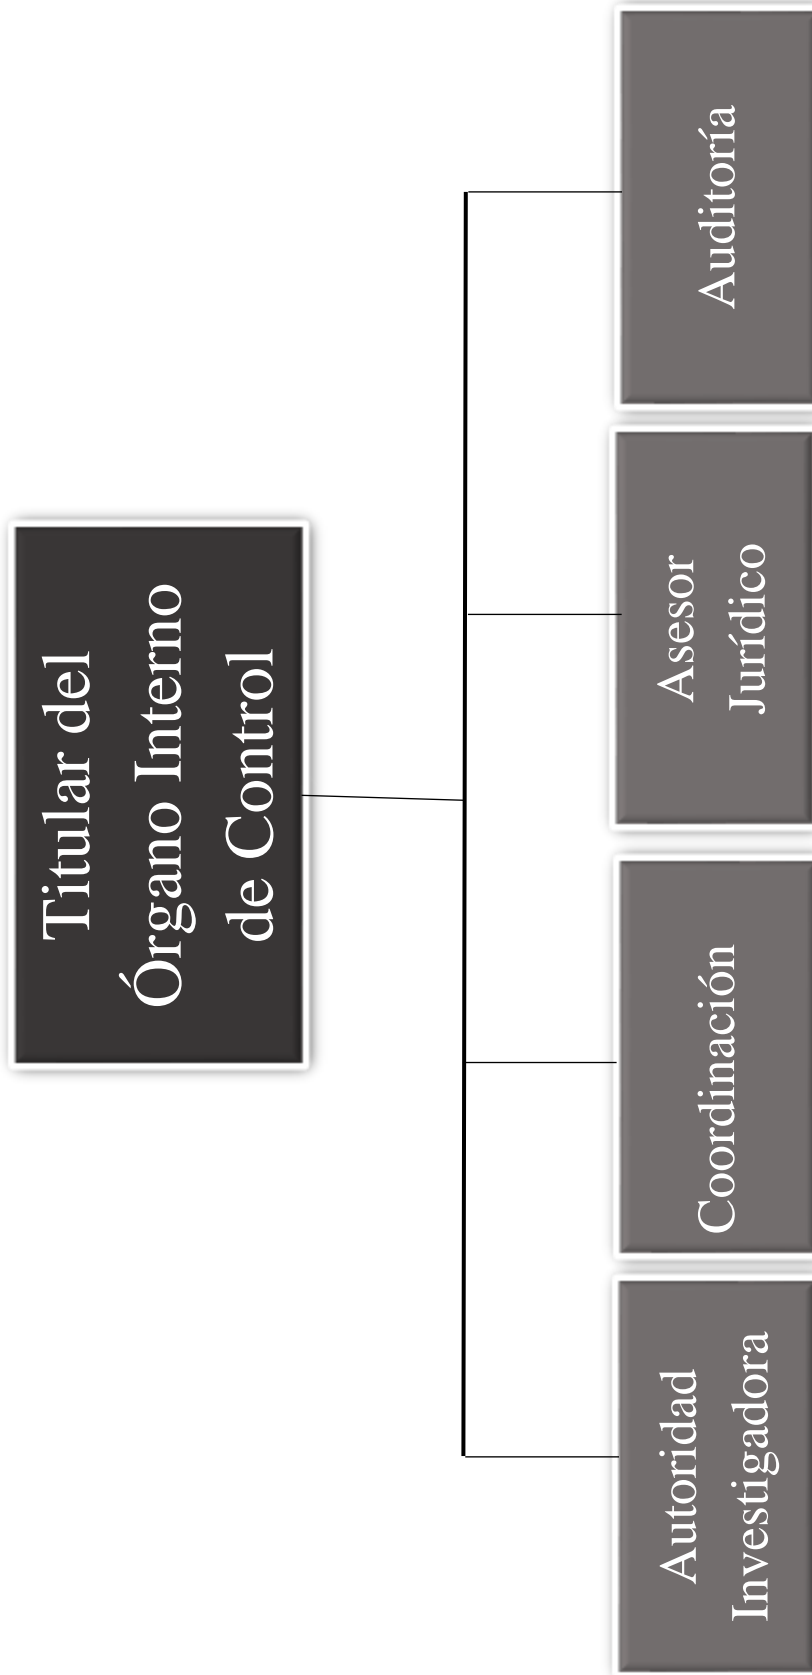 Titular del
Órgano Interno
de Control
Autoridad
Investigadora
Coordinación
Asesor
Jurídico
Auditoría